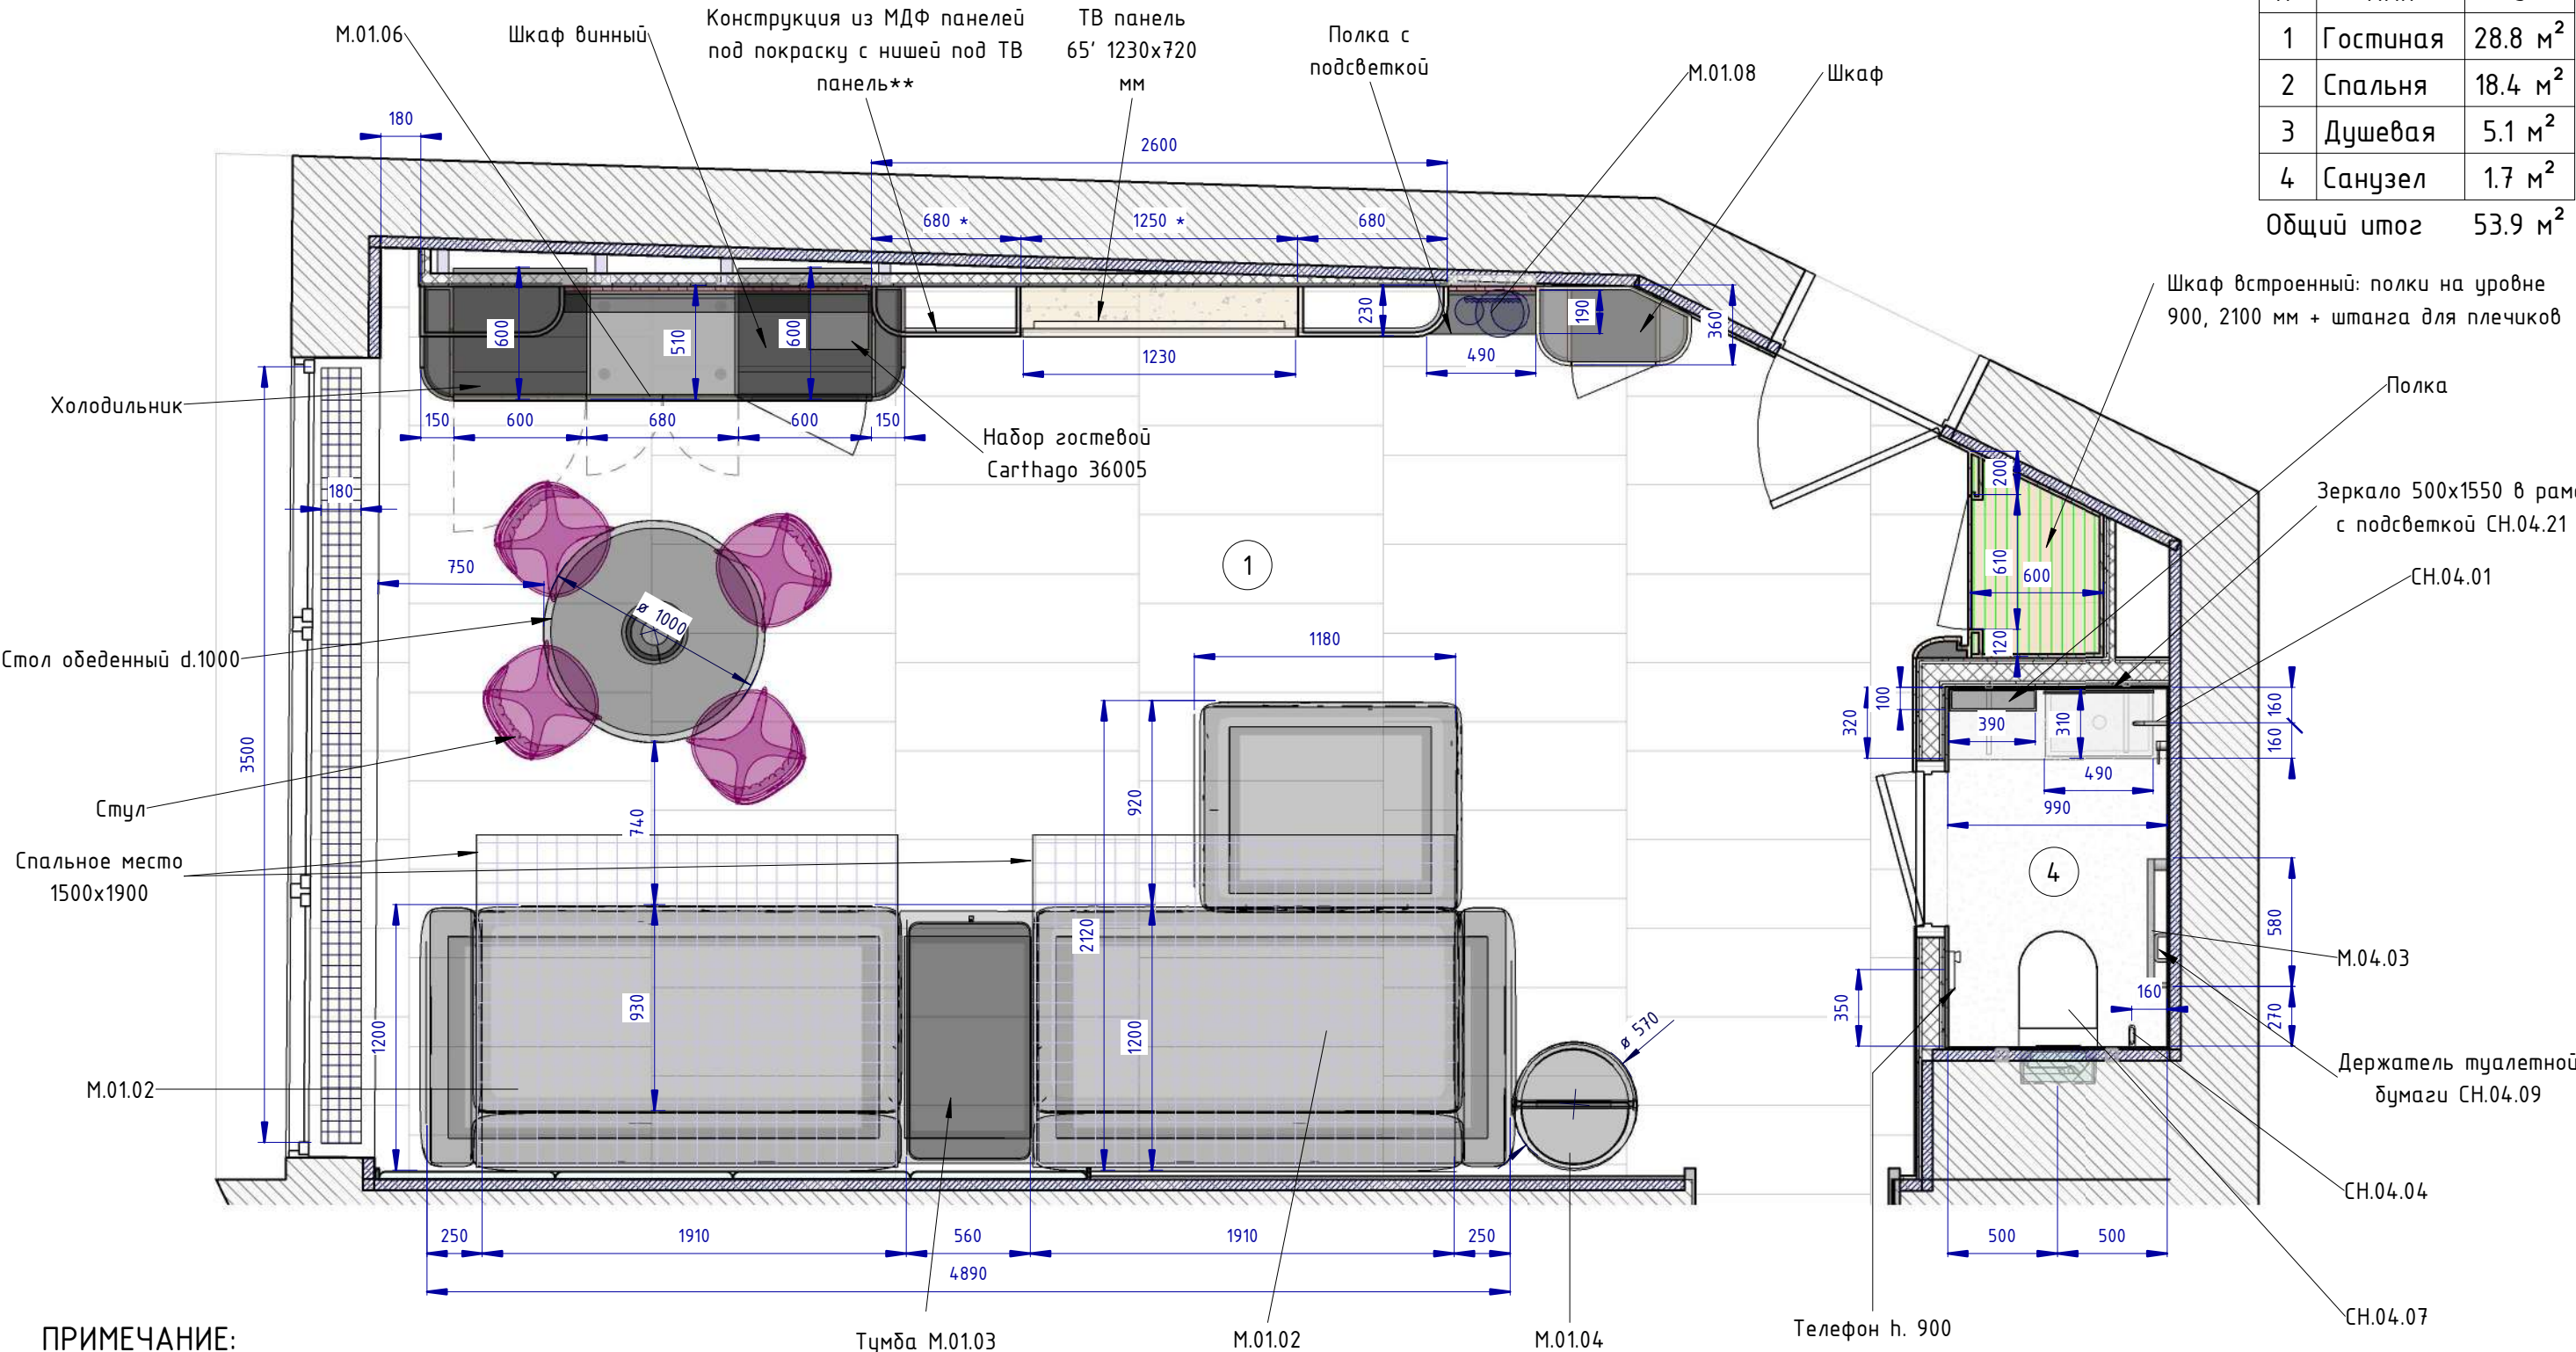 М.01.06
Шкаф винный
Конструкция из МДФ панелей
под покраску с нишей под ТВ
панель**
ТВ панель
65' 1230x720
мм
Полка с
подсветкой
М.01.08
Шкаф
1 Гостиная 28.8 м²
2 Спальня 18.4 м²
3 Душевая 5.1 м²
4 Санузел 1.7 м²
Общий итог 53.9 м²
180
2600
680 *
1250 *
680
Шкаф встроенный: полки на уровне
900, 2100 мм + штанга для плечиков
600
510
600
230
190
360
1230
490
Холодильник
150
600
680
600
150
Набор гостевой
Carthago 36005
Полка
200
180
Зеркало 500x1550 в рам
с подсветкой СН.04.21
750
1
610
600
СН.04.01
ø 1000
1180
120
Стол обеденный d.1000
100
320
390
310
160
160
3500
490
990
Стул
740
920
Спальное место
1500x1900
4
580
2120
930
1200
1200
М.04.03
350
160
270
ø 570
Держатель туалетной
бумаги СН.04.09
М.01.02
СН.04.04
250
1910
560
1910
250
500
500
4890
СН.04.07
ПРИМЕЧАНИЕ:
Тумба М.01.03
М.01.02
М.01.04
Телефон h. 900